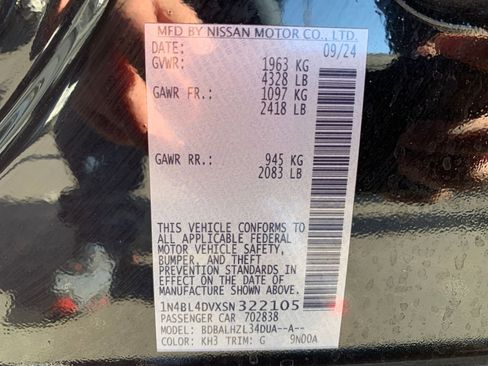 MFD BY NISSAN MOTOR CO., LTD.
DATE: 09/24
GVWR: 1963 KG
4328 LB
GAWR FR.: 1097 KG
2418 LB
GAWR RR.: 945 KG
2083 LB
THIS VEHICLE CONFORMS TO
ALL APPLICABLE FEDERAL
MOTOR VEHICLE SAFETY,
BUMPER, AND THEFT
PREVENTION STANDARDS IN
EFFECT ON THE DATE OF
MANUFACTURE SHOWN ABOVE.
1N4BL4DVXSN322105
PASSENGER CAR 702838
MODEL: BDBALHZL34DUA--A--
COLOR: KH3 TRIM: G 9N00A